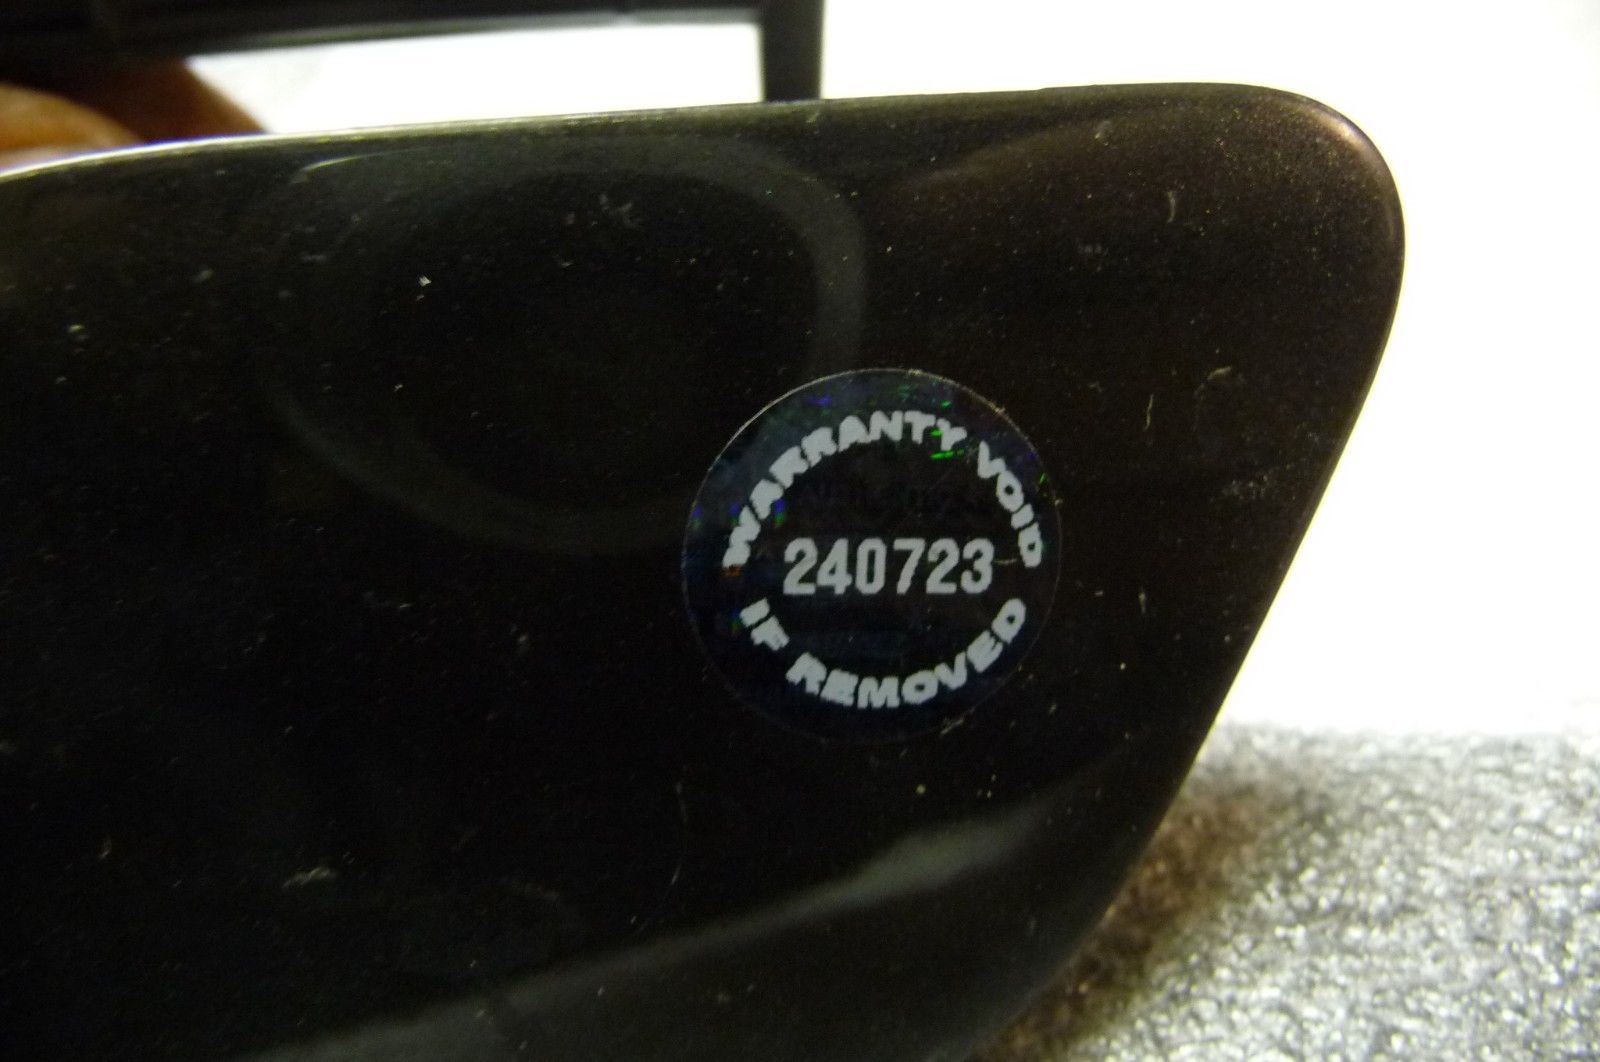 WARRANTY VOID
240723
IF REMOVED